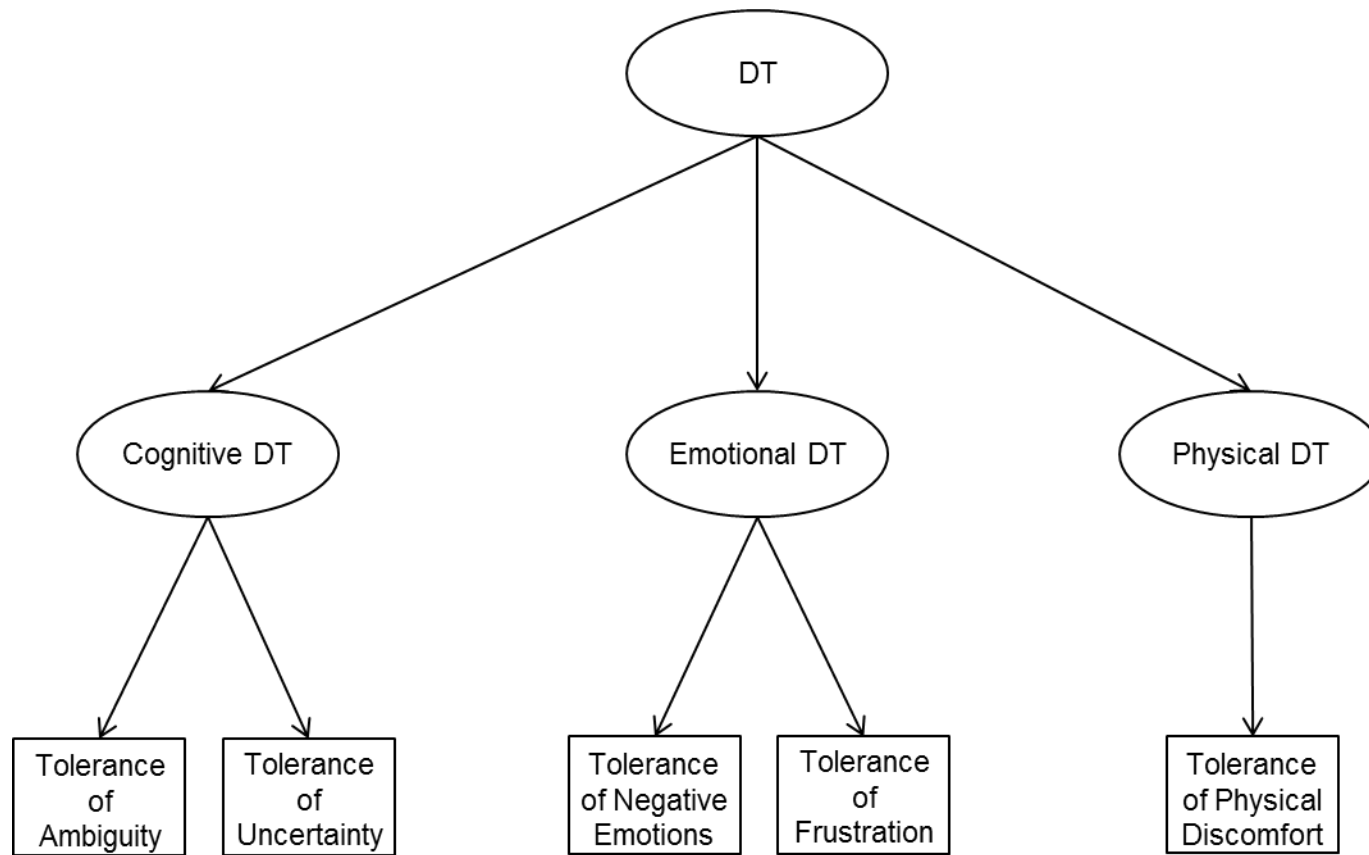 DT
Cognitive DT
Emotional DT
Physical DT
Tolerance
of
Ambiguity
Tolerance
of
Uncertainty
Tolerance
of Negative
Emotions
Tolerance
of
Frustration
Tolerance
of Physical
Discomfort